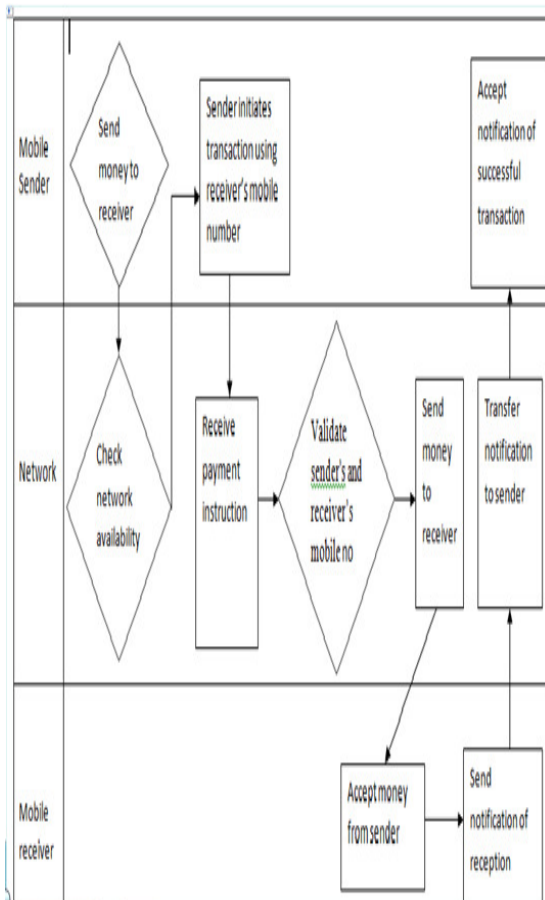 Mobile
Sender
Send
money to
receiver
Sender initiates
transaction using
receiver's mobile
number
Accept
notification of
successful
transaction
Network
Check
network
availability
Receive
payment
instruction
Validate
sender's and
receiver's
mobile no
Send
money
to
receiver
Transfer
notification
to sender
Mobile
receiver
Accept money
from sender
Send
notification of
reception